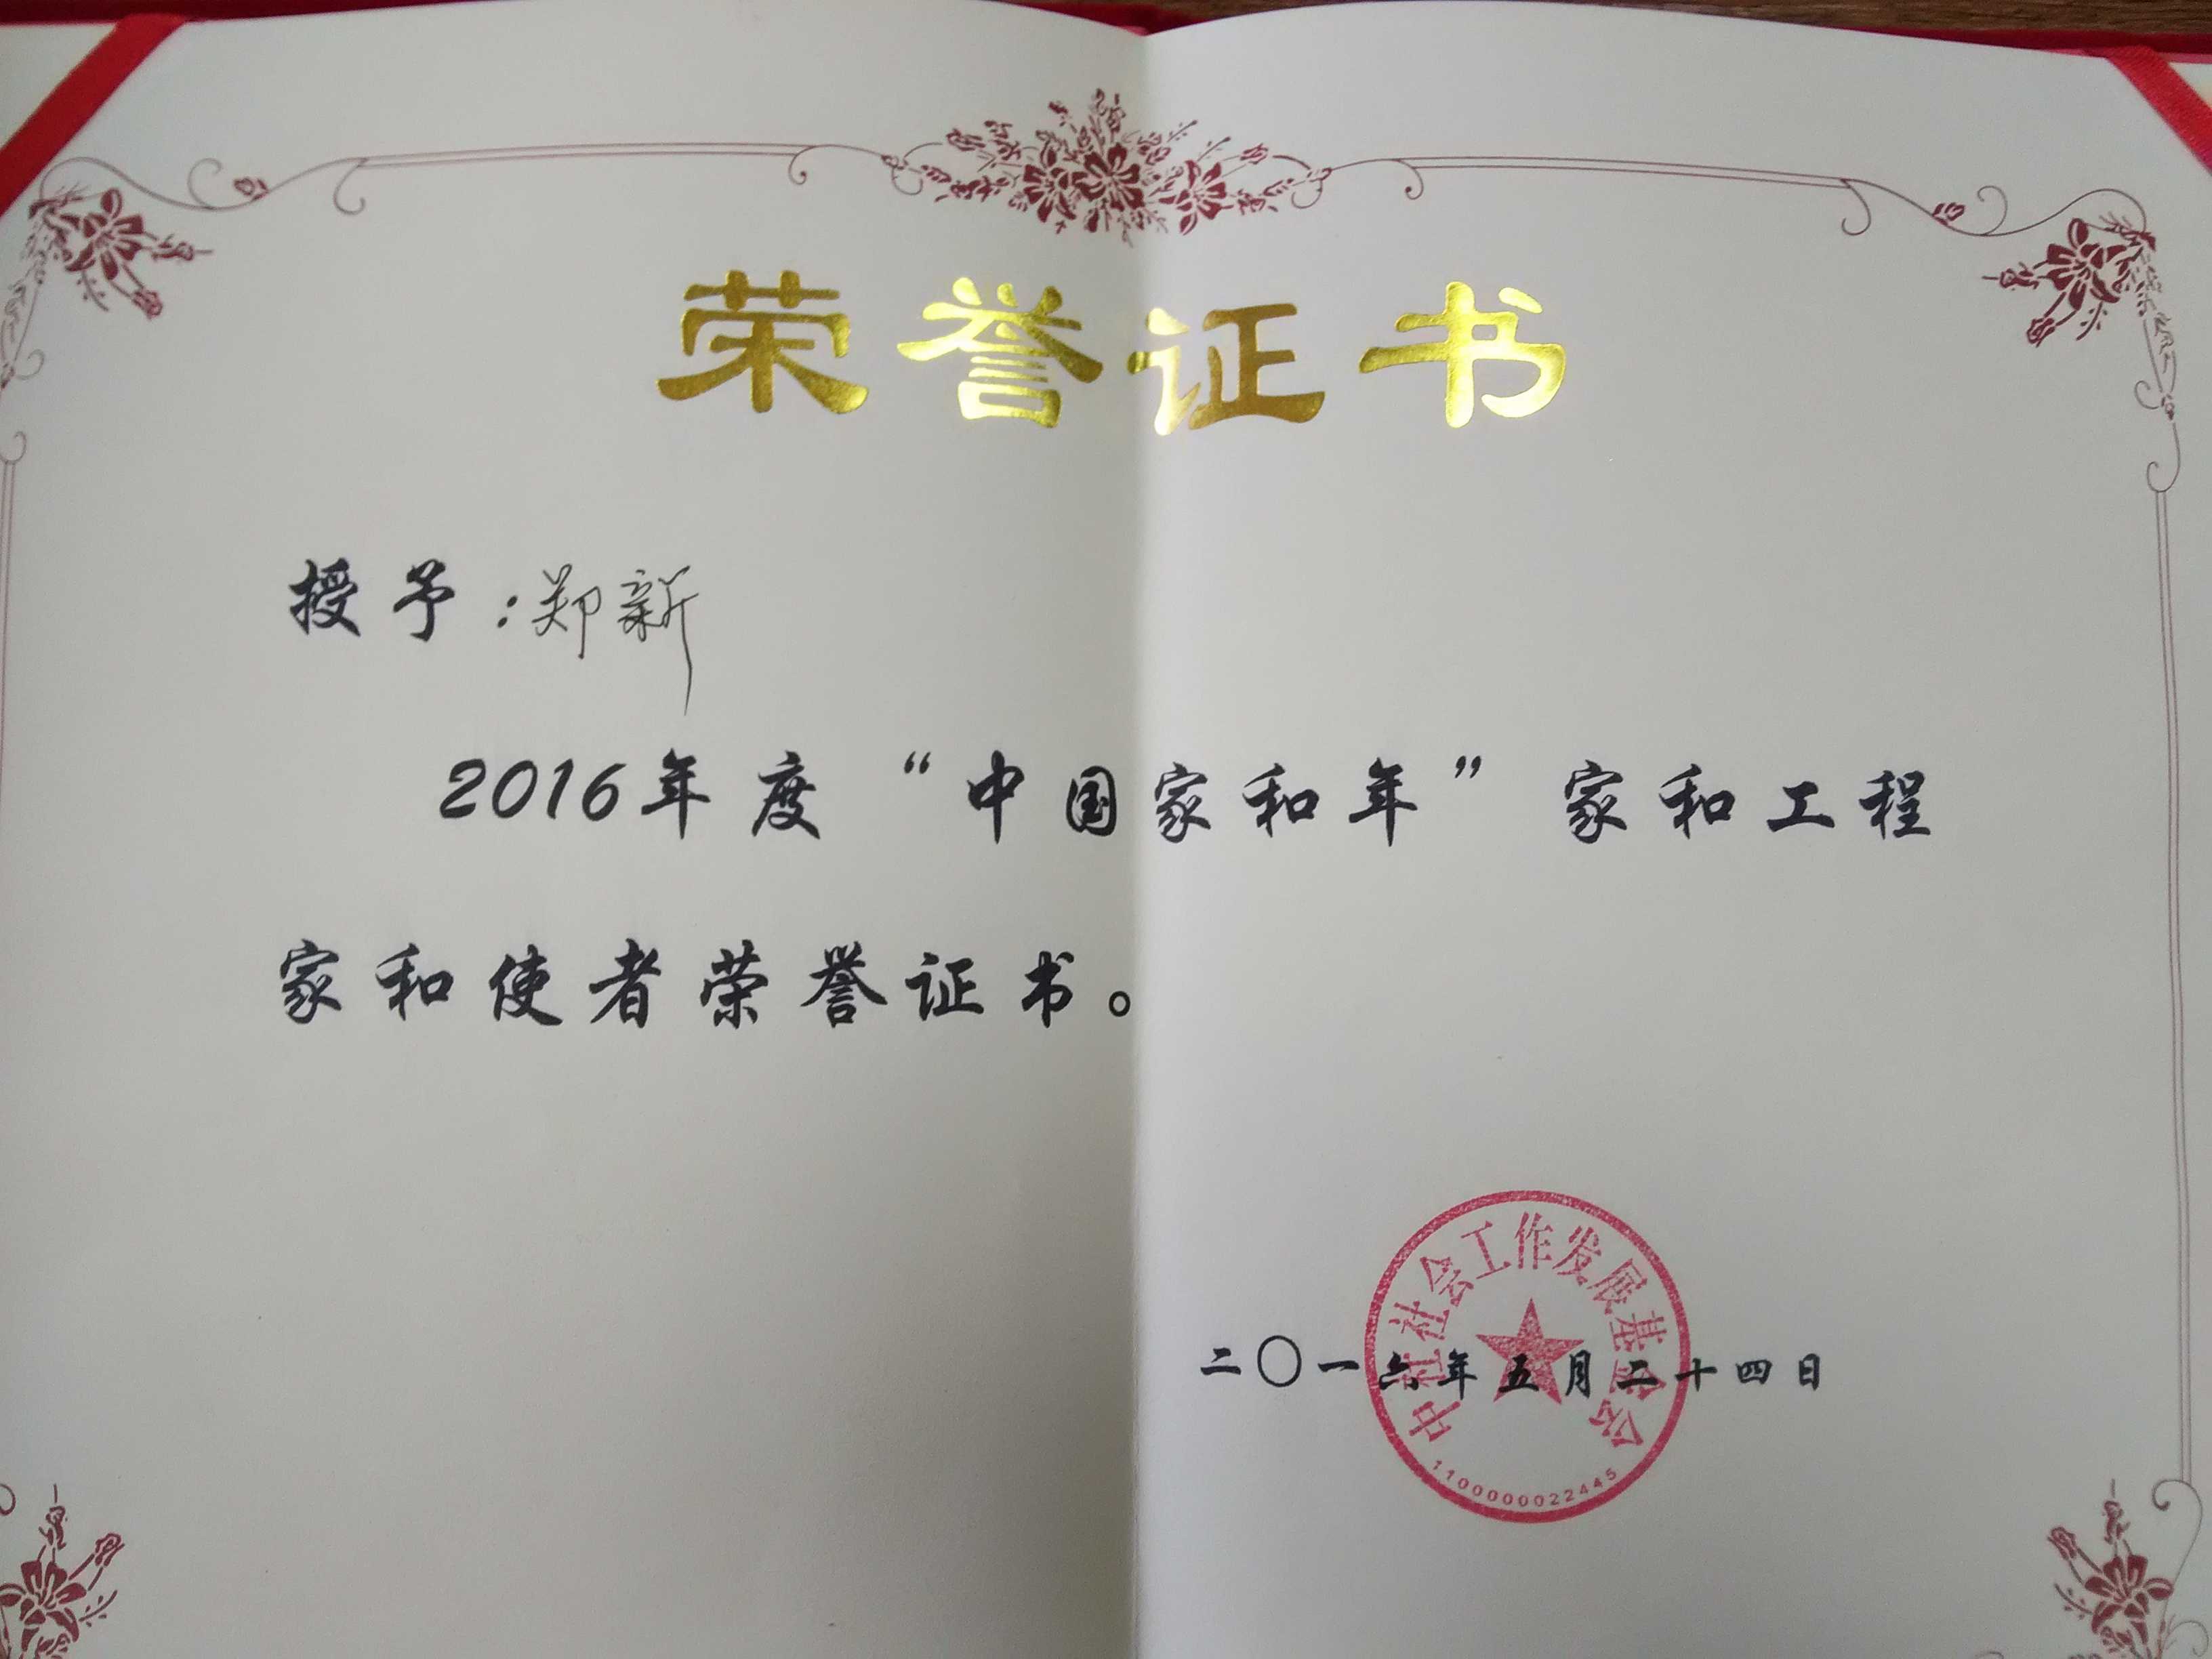 荣誉证书
授予：郑新
2016年度“中国家和年”家和工程
家和使者荣誉证书。
中社社会工作发展基金会
二〇一六年五月二十四日
1100000022445